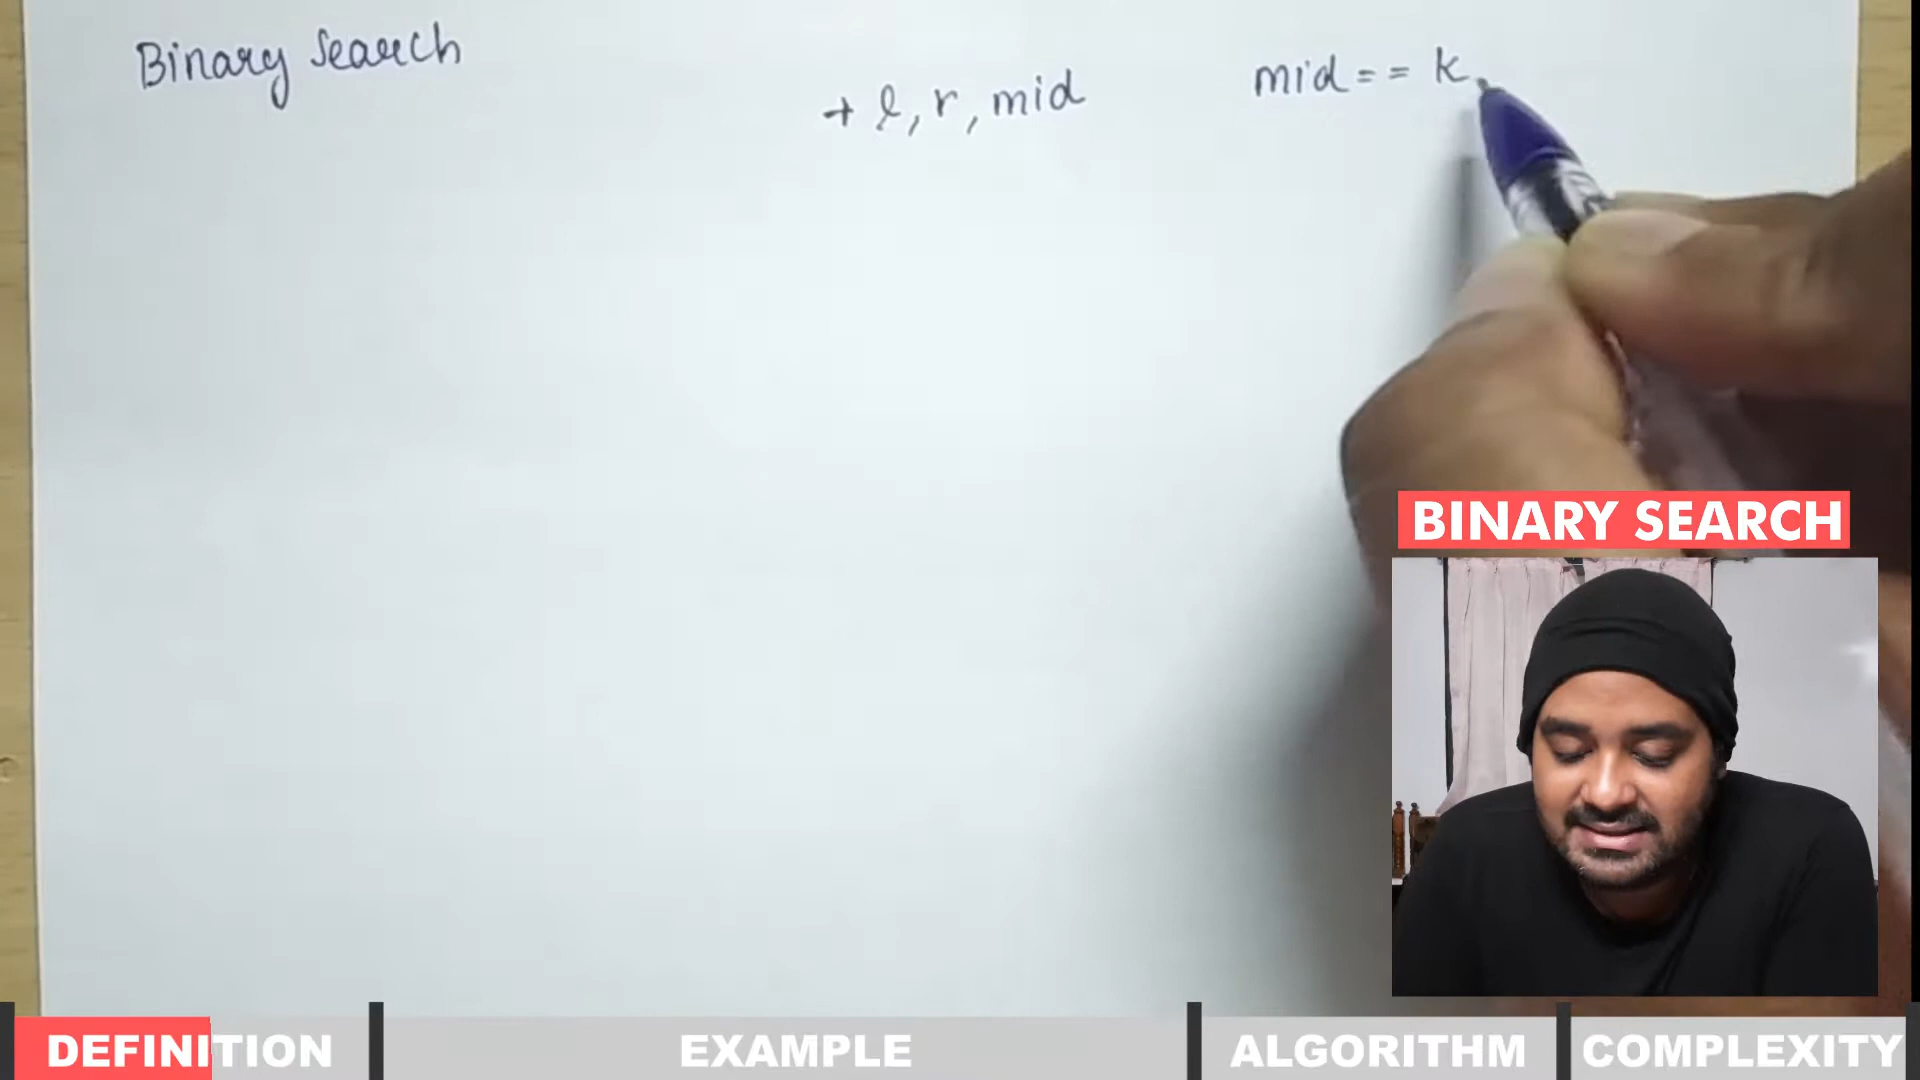 Binary Search
+ l, r, mid
mid == k
BINARY SEARCH
DEFINITION
EXAMPLE
ALGORITHM
COMPLEXITY